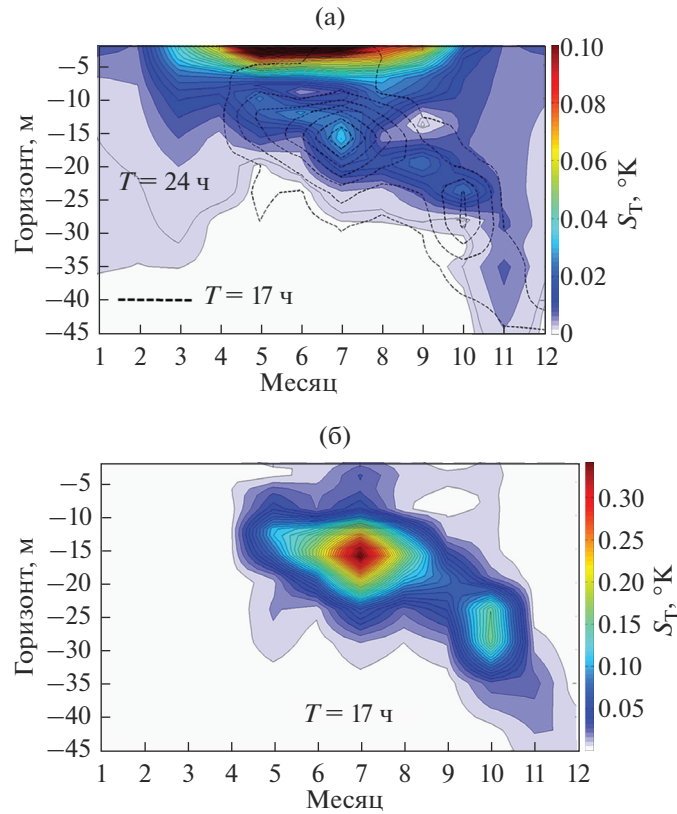 (а)
Горизонт, м
−5
−10
−15
−20
−25
−30
−35
−40
−45
T = 24 ч
T = 17 ч
1 2 3 4 5 6 7 8 9 10 11 12
Месяц
0.10
0.08
0.06
0.04
0.02
0
S_T, °K
(б)
Горизонт, м
−5
−10
−15
−20
−25
−30
−35
−40
−45
T = 17 ч
1 2 3 4 5 6 7 8 9 10 11 12
Месяц
0.30
0.25
0.20
0.15
0.10
0.05
S_T, °K